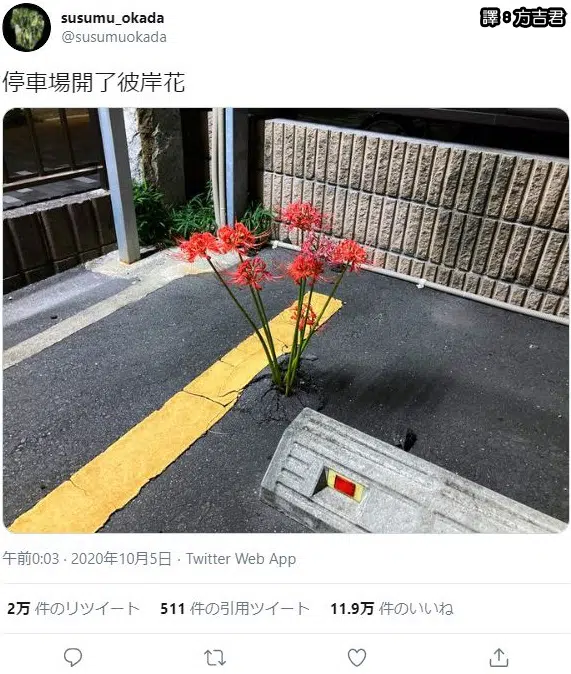 susumu_okada
@susumuokada
譯8方吉君
停車場開了彼岸花
午前0:03 · 2020年10月5日 · Twitter Web App
2万 件のリツイート 511 件の引用ツイート 11.9万 件のいいね